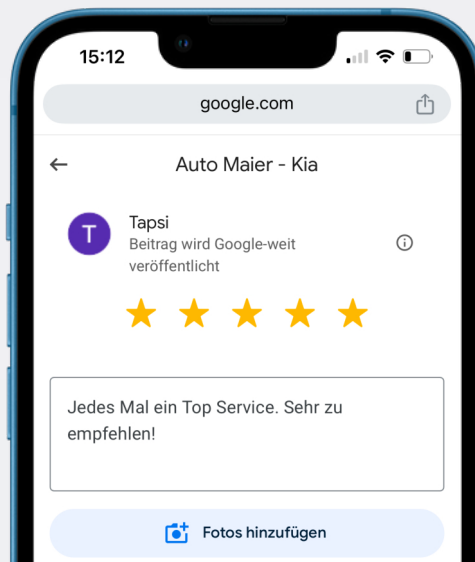 15:12
google.com
Auto Maier - Kia
T
Tapsi
Beitrag wird Google-weit
veröffentlicht
Jedes Mal ein Top Service. Sehr zu
empfehlen!
Fotos hinzufügen